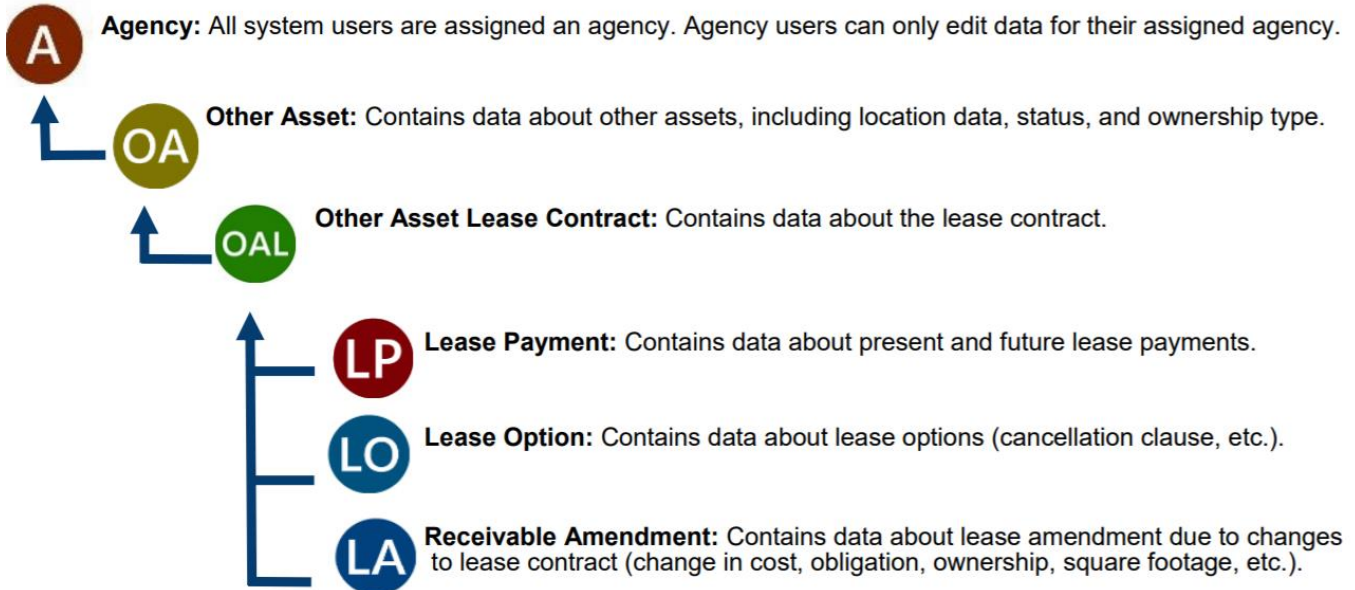 A
Agency: All system users are assigned an agency. Agency users can only edit data for their assigned agency.
OA
Other Asset: Contains data about other assets, including location data, status, and ownership type.
OAL
Other Asset Lease Contract: Contains data about the lease contract.
LP
Lease Payment: Contains data about present and future lease payments.
LO
Lease Option: Contains data about lease options (cancellation clause, etc.).
LA
Receivable Amendment: Contains data about lease amendment due to changes
to lease contract (change in cost, obligation, ownership, square footage, etc.).